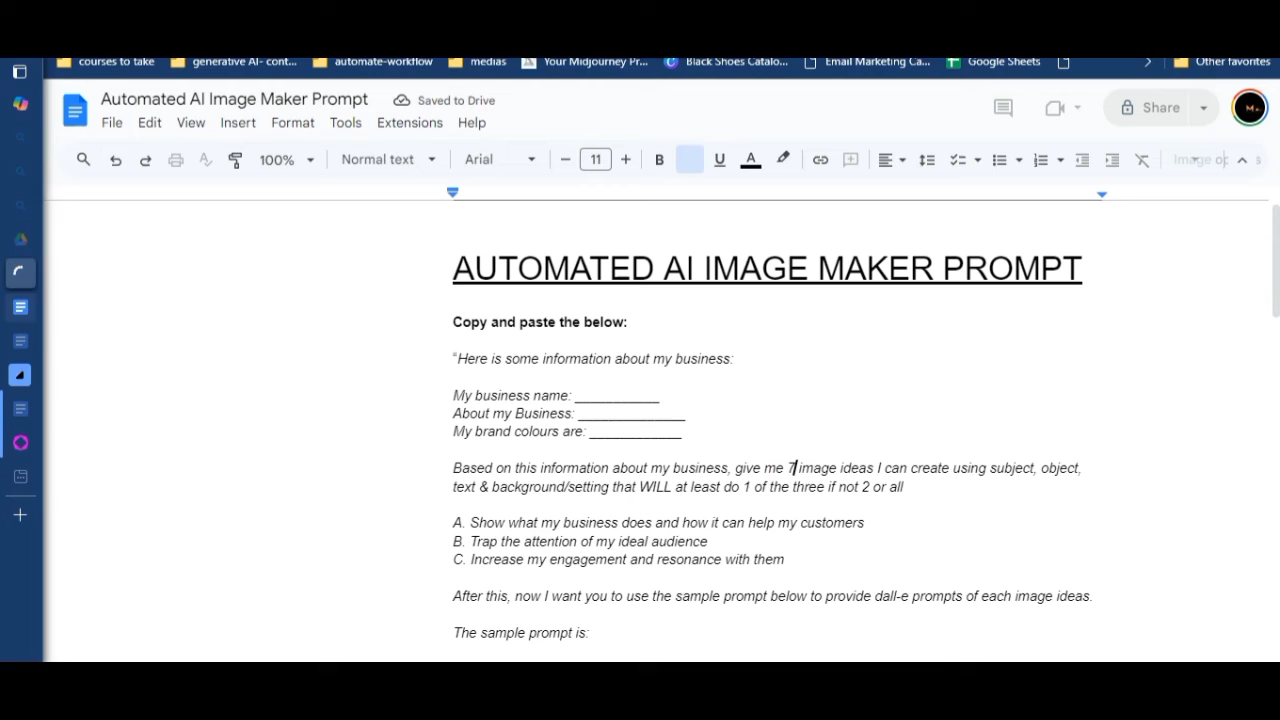 courses to take generative AI- cont... automate-workflow medias Your Midjourney Pr... Black Shoes Catalo... Email Marketing Ca... Google Sheets Other favorites
Automated AI Image Maker Prompt Saved to Drive
Share
File Edit View Insert Format Tools Extensions Help
100% Normal text Arial 11 B U A
AUTOMATED AI IMAGE MAKER PROMPT
Copy and paste the below:
“Here is some information about my business:
My business name: ___________
About my Business: ______________
My brand colours are: ____________
Based on this information about my business, give me 7 image ideas I can create using subject, object,
text & background/setting that WILL at least do 1 of the three if not 2 or all
A. Show what my business does and how it can help my customers
B. Trap the attention of my ideal audience
C. Increase my engagement and resonance with them
After this, now I want you to use the sample prompt below to provide dall-e prompts of each image ideas.
The sample prompt is: